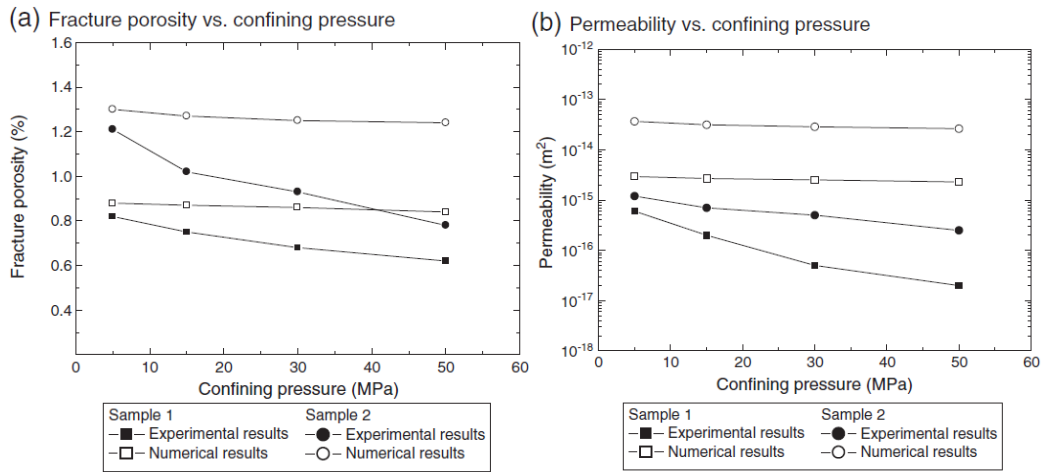 (a) Fracture porosity vs. confining pressure
1.6
1.4
1.2
1.0
0.8
0.6
0.4
Fracture porosity (%)
0 10 20 30 40 50 60
Confining pressure (MPa)
Sample 1 Sample 2
Experimental results Experimental results
Numerical results Numerical results
(b) Permeability vs. confining pressure
10⁻¹²
10⁻¹³
10⁻¹⁴
10⁻¹⁵
10⁻¹⁶
10⁻¹⁷
10⁻¹⁸
Permeability (m²)
0 10 20 30 40 50 60
Confining pressure (MPa)
Sample 1 Sample 2
Experimental results Experimental results
Numerical results Numerical results